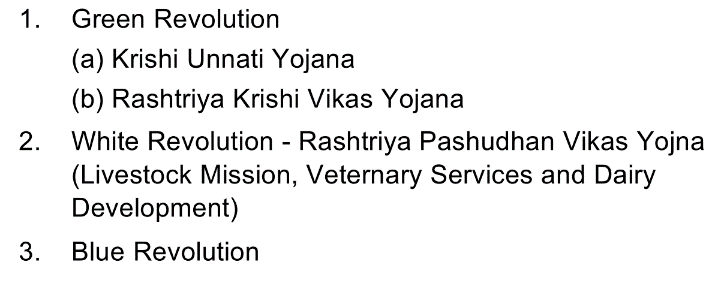 1. Green Revolution
(a) Krishi Unnati Yojana
(b) Rashtriya Krishi Vikas Yojana
2. White Revolution - Rashtriya Pashudhan Vikas Yojna
(Livestock Mission, Veternary Services and Dairy
Development)
3. Blue Revolution